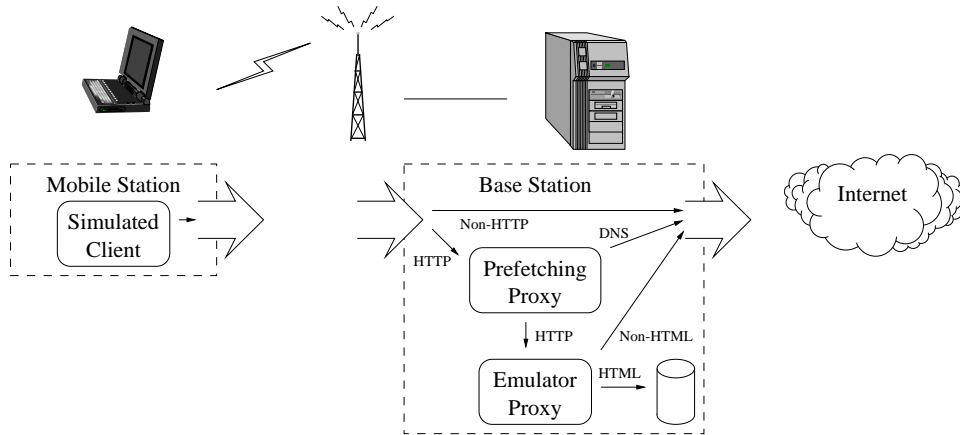 Mobile Station
Simulated
Client
Base Station
Non-HTTP
DNS
HTTP
Prefetching
Proxy
HTTP
Non-HTML
Emulator
Proxy
HTML
Internet